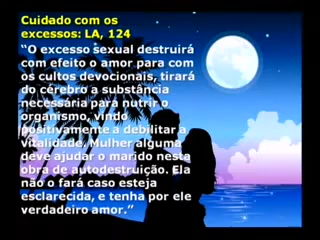 Cuidado com os
excessos: LA, 124
“O excesso sexual destruirá
com efeito o amor para com
os cultos devocionais, tirará
do cérebro a substância
necessária para nutrir o
organismo, vindo
positivamente a debilitar a
vitalidade. Mulher alguma
deve ajudar o marido nesta
obra de autodestruição. Ela
não o fará caso esteja
esclarecida, e tenha por ele
verdadeiro amor.”